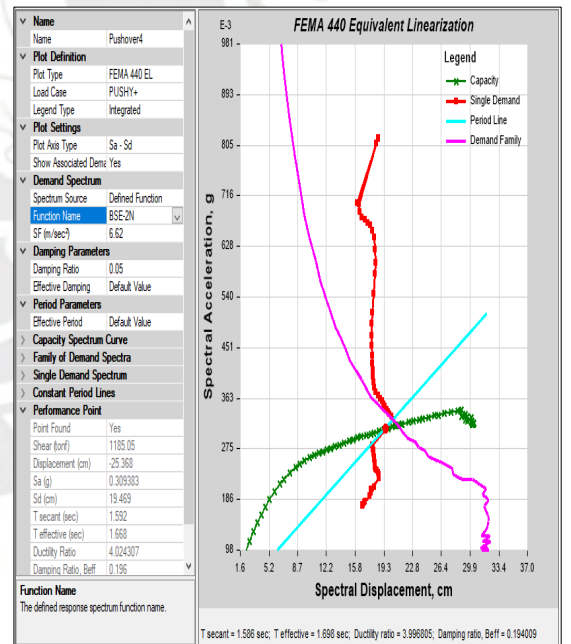 Name
Name Pushover4
Plot Definition
Plot Type FEMA 440 EL
Load Case PUSHY+
Legend Type Integrated
Plot Settings
Plot Axis Type Sa - Sd
Show Associated Dema Yes
Demand Spectrum
Spectrum Source Defined Function
Function Name BSE-2N
SF (m/sec²) 6.62
Damping Parameters
Damping Ratio 0.05
Effective Damping Default Value
Period Parameters
Effective Period Default Value
Capacity Spectrum Curve
Family of Demand Spectra
Single Demand Spectrum
Constant Period Lines
Performance Point
Point Found Yes
Shear (tonf) 1185.05
Displacement (cm) -25.368
Sa (g) 0.309383
Sd (cm) 19.469
T secant (sec) 1.592
T effective (sec) 1.668
Ductility Ratio 4.024307
Damping Ratio, Beff 0.196
Function Name
The defined response spectrum function name.
E-3
FEMA 440 Equivalent Linearization
Legend
Capacity
Single Demand
Period Line
Demand Family
Spectral Acceleration, g
981
893
805
716
628
540
451
363
275
186
98
1.6 5.2 8.7 12.2 15.7 19.3 22.8 26.4 29.9 33.4 37.0
Spectral Displacement, cm
T secant = 1.586 sec; T effective = 1.698 sec; Ductility ratio = 3.996805; Damping ratio, Beff = 0.194009